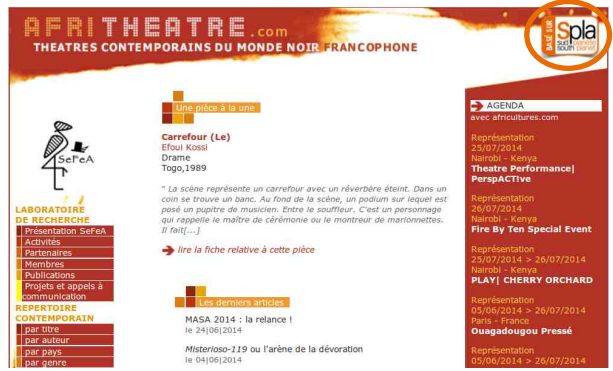 AFRITHEATRE.com
THEATRES CONTEMPORAINS DU MONDE NOIR FRANCOPHONE
BASÉ SUR
Spla
sud planète
south planet
SeFeA
LABORATOIRE
DE RECHERCHE
Présentation SeFeA
Activités
Partenaires
Membres
Publications
Projets et appels à
communication
REPERTOIRE
CONTEMPORAIN
par titre
par auteur
par pays
par genre
Une pièce à la une
Carrefour (Le)
Efoui Kossi
Drame
Togo,1989
" La scène représente un carrefour avec un réverbère éteint. Dans un
coin se trouve un banc. Au fond de la scène, un podium sur lequel est
posé un pupitre de musicien. Entre le souffleur. C'est un personnage
qui rappelle le maître de cérémonie ou le montreur de marionnettes.
Il fait[...]
lire la fiche relative à cette pièce
Les derniers articles
MASA 2014 : la relance !
le 24|06|2014
Misterioso-119 ou l'arène de la dévoration
le 04|06|2014
AGENDA
avec africultures.com
Représentation
25/07/2014
Nairobi - Kenya
Theatre Performance|
PerspACT!ve
Représentation
26/07/2014
Nairobi - Kenya
Fire By Ten Special Event
Représentation
25/07/2014 > 26/07/2014
Nairobi - Kenya
PLAY| CHERRY ORCHARD
Représentation
05/06/2014 > 26/07/2014
Paris - France
Ouagadougou Pressé
Représentation
05/06/2014 > 26/07/2014